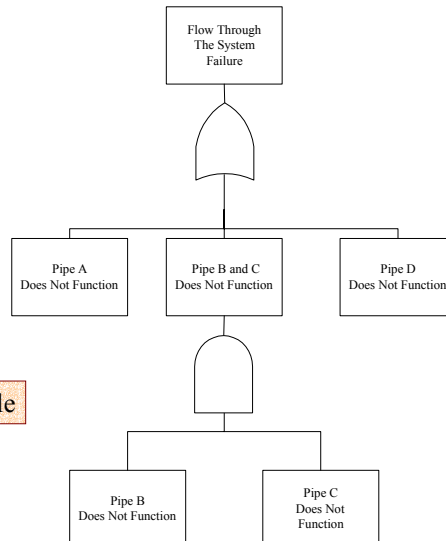 Flow Through
The System
Failure
Pipe A
Does Not Function
Pipe B and C
Does Not Function
Pipe D
Does Not Function
Pipe B
Does Not Function
Pipe C
Does Not
Function